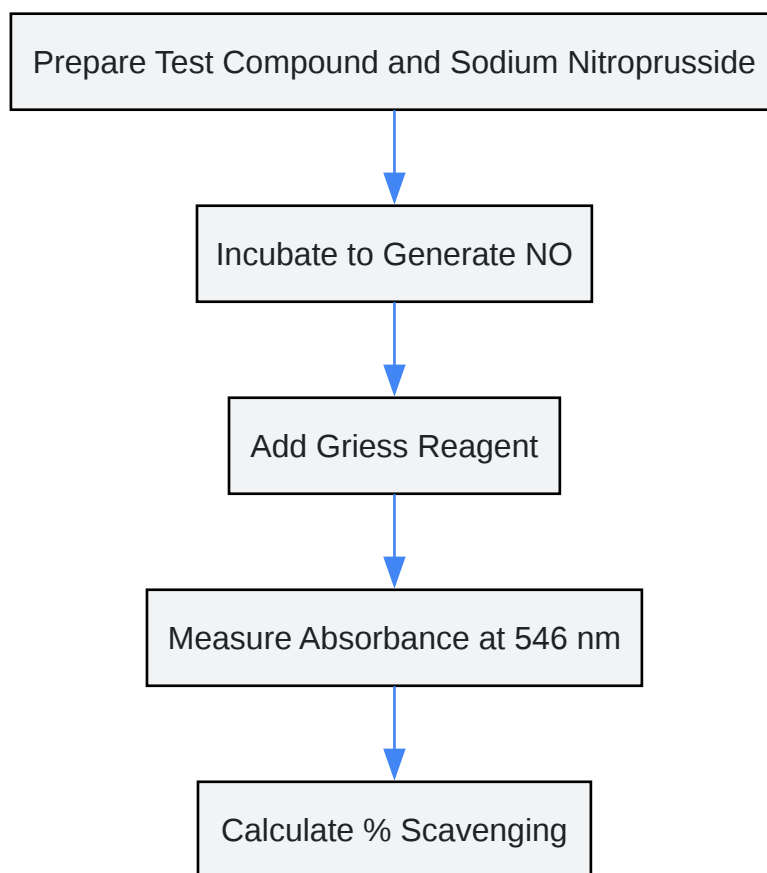 Prepare Test Compound and Sodium Nitroprusside
Incubate to Generate NO
Add Griess Reagent
Measure Absorbance at 546 nm
Calculate % Scavenging